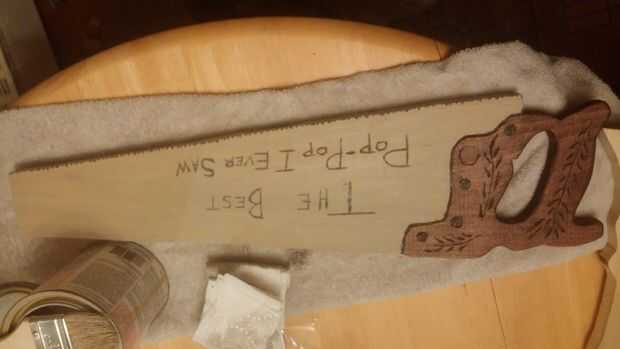 The Best
Pop-Pop I Ever Saw